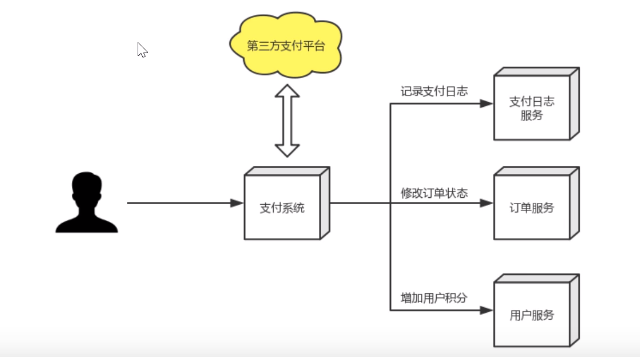 第三方支付平台
记录支付日志
支付日志
服务
支付系统
修改订单状态
订单服务
增加用户积分
用户服务